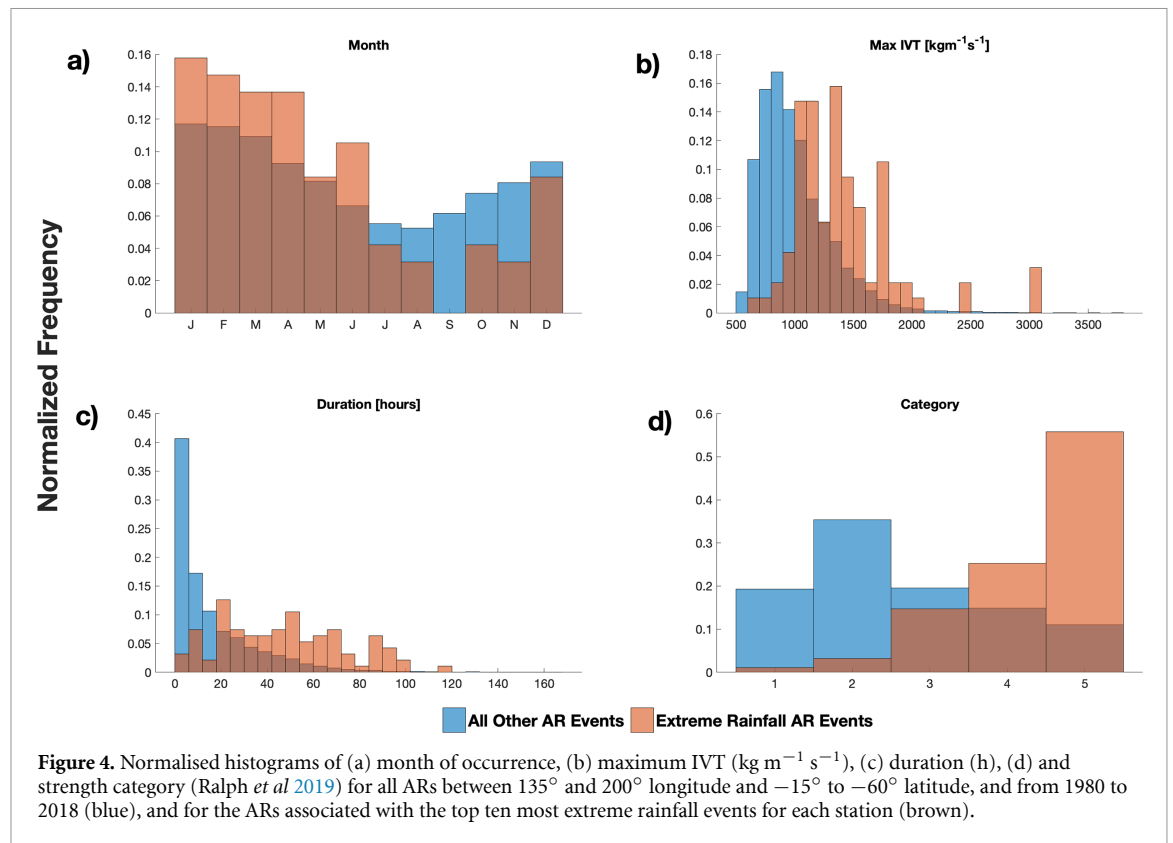 Normalized Frequency
a)
Month
0.16
0.14
0.12
0.1
0.08
0.06
0.04
0.02
0
J F M A M J J A S O N D
b)
Max IVT [kgm⁻¹s⁻¹]
0.18
0.16
0.14
0.12
0.1
0.08
0.06
0.04
0.02
0
500 1000 1500 2000 2500 3000 3500
c)
Duration [hours]
0.45
0.4
0.35
0.3
0.25
0.2
0.15
0.1
0.05
0
0 20 40 60 80 100 120 140 160
d)
Category
0.6
0.5
0.4
0.3
0.2
0.1
0
1 2 3 4 5
All Other AR Events Extreme Rainfall AR Events
Figure 4. Normalised histograms of (a) month of occurrence, (b) maximum IVT (kg m⁻¹ s⁻¹), (c) duration (h), (d) and
strength category (Ralph et al 2019) for all ARs between 135° and 200° longitude and −15° to −60° latitude, and from 1980 to
2018 (blue), and for the ARs associated with the top ten most extreme rainfall events for each station (brown).